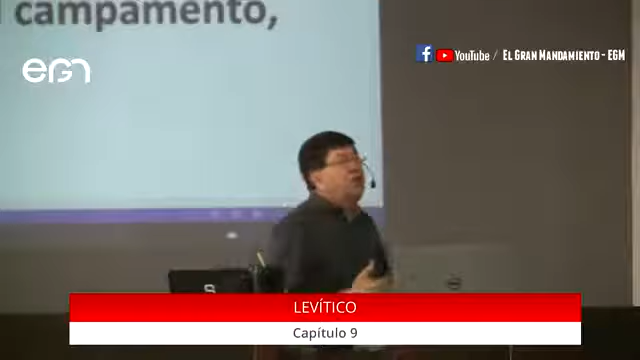 campamento,
EGM
YouTube / El Gran Mandamiento - EGM
LEVÍTICO
Capítulo 9